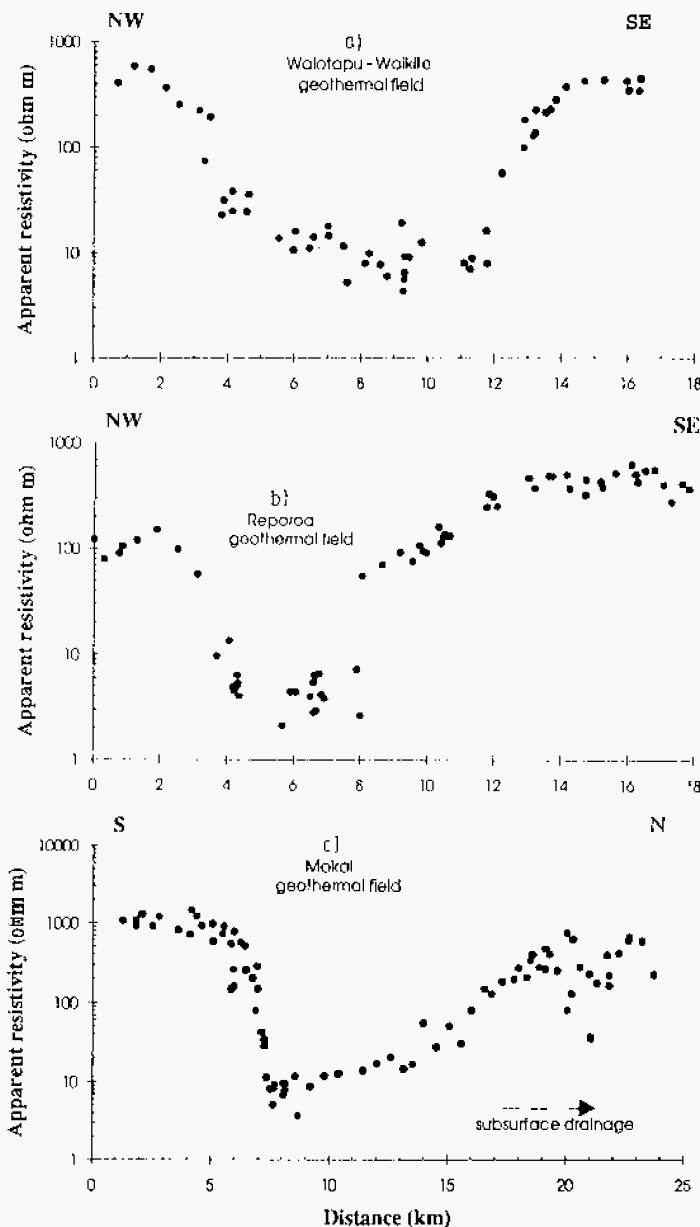 NW SE
a)
Waiotapu - Waikite
geothermal field
Apparent resistivity (ohm m)
1000
100
10
1
0 2 4 6 8 10 12 14 16 18
NW SE
b)
Reporoa
geothermal field
Apparent resistivity (ohm m)
1000
100
10
1
0 2 4 6 8 10 12 14 16 18
S N
c)
Mokai
geothermal field
Apparent resistivity (ohm m)
10000
1000
100
10
1
subsurface drainage
0 5 10 15 20 25
Distance (km)